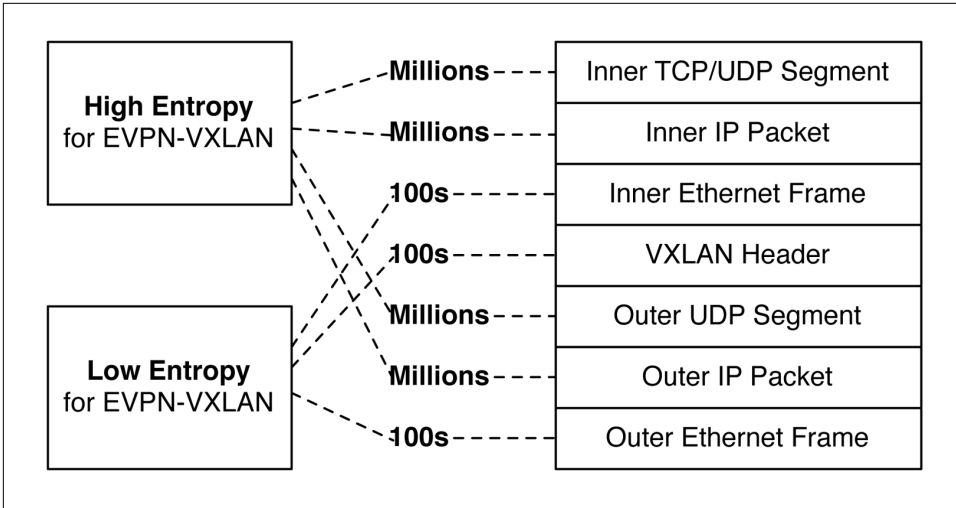 High Entropy
for EVPN-VXLAN
Low Entropy
for EVPN-VXLAN
Millions
Millions
100s
100s
Millions
Millions
100s
Inner TCP/UDP Segment
Inner IP Packet
Inner Ethernet Frame
VXLAN Header
Outer UDP Segment
Outer IP Packet
Outer Ethernet Frame